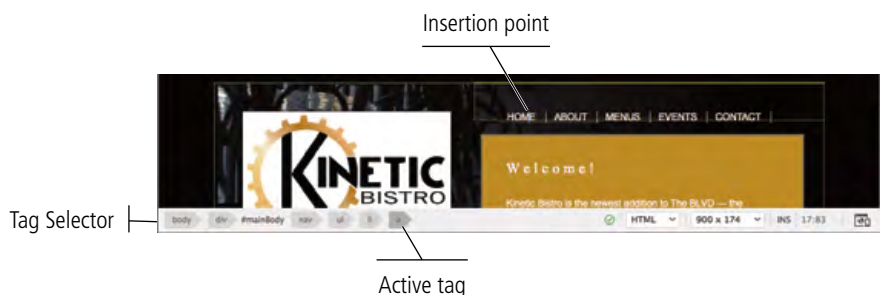 Insertion point
HOME | ABOUT | MENUS | EVENTS | CONTACT |
KINETIC
BISTRO
Welcome!
Kinetic Bistro is the newest addition to The BLVD — the
Tag Selector
body div #mainBody nav ul li a
HTML 900 x 174 INS 17:83
Active tag